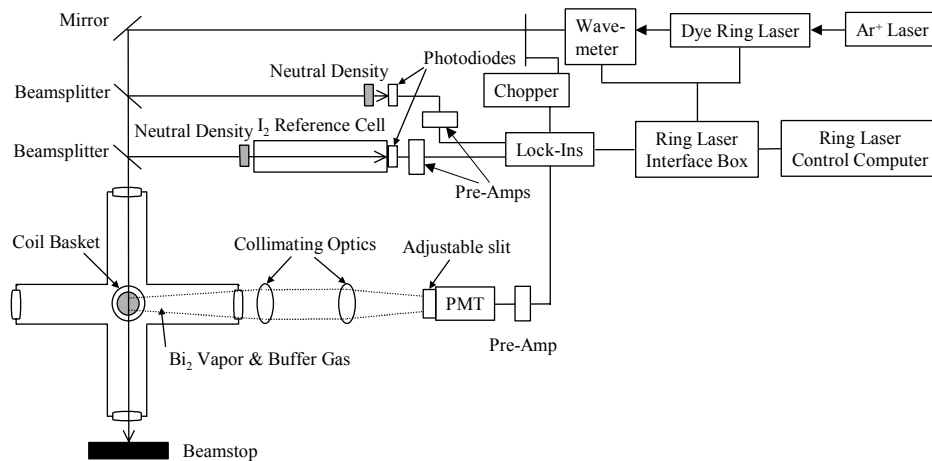 Mirror
Wave-
meter
Dye Ring Laser
Ar⁺ Laser
Photodiodes
Neutral Density
Chopper
Beamsplitter
Neutral Density
I₂ Reference Cell
Lock-Ins
Ring Laser
Interface Box
Ring Laser
Control Computer
Beamsplitter
Pre-Amps
Coil Basket
Collimating Optics
Adjustable slit
PMT
Pre-Amp
Bi₂ Vapor & Buffer Gas
Beamstop